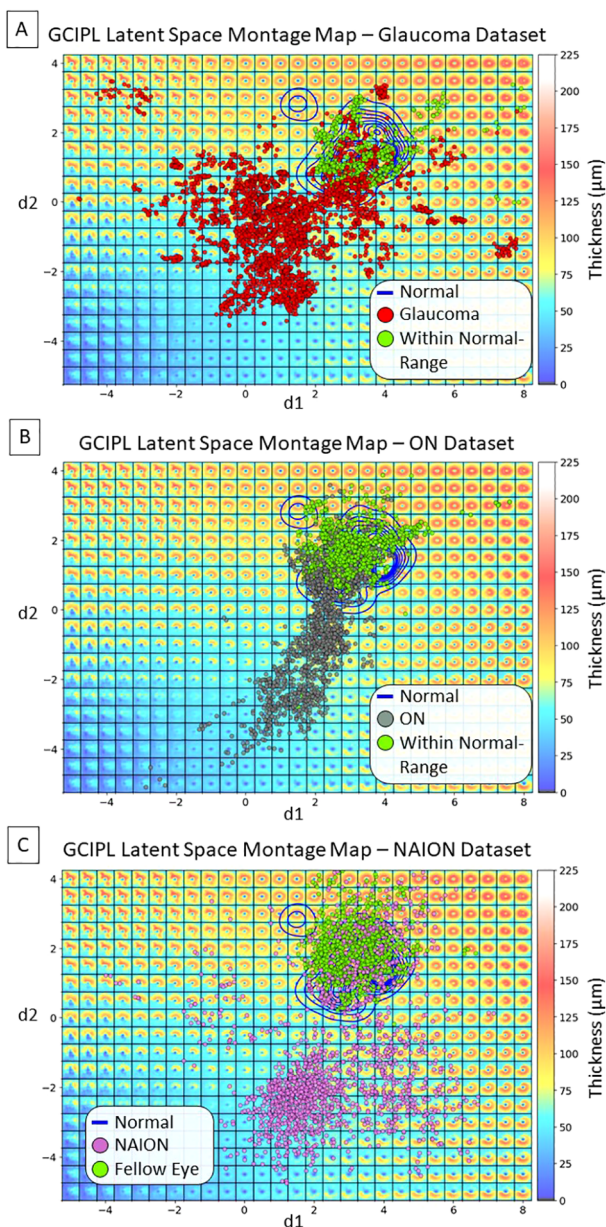 A
GCIPL Latent Space Montage Map – Glaucoma Dataset
4
2
0
−2
−4
d2
−4
−2
0
2
4
6
8
d1
Normal
Glaucoma
Within Normal-
Range
225
200
175
150
125
100
75
50
25
0
Thickness (μm)
B
GCIPL Latent Space Montage Map – ON Dataset
4
2
0
−2
−4
d2
−4
−2
0
2
4
6
8
d1
Normal
ON
Within Normal-
Range
225
200
175
150
125
100
75
50
25
0
Thickness (μm)
C
GCIPL Latent Space Montage Map – NAION Dataset
4
2
0
−2
−4
d2
−4
−2
0
2
4
6
8
d1
Normal
NAION
Fellow Eye
225
200
175
150
125
100
75
50
25
0
Thickness (μm)